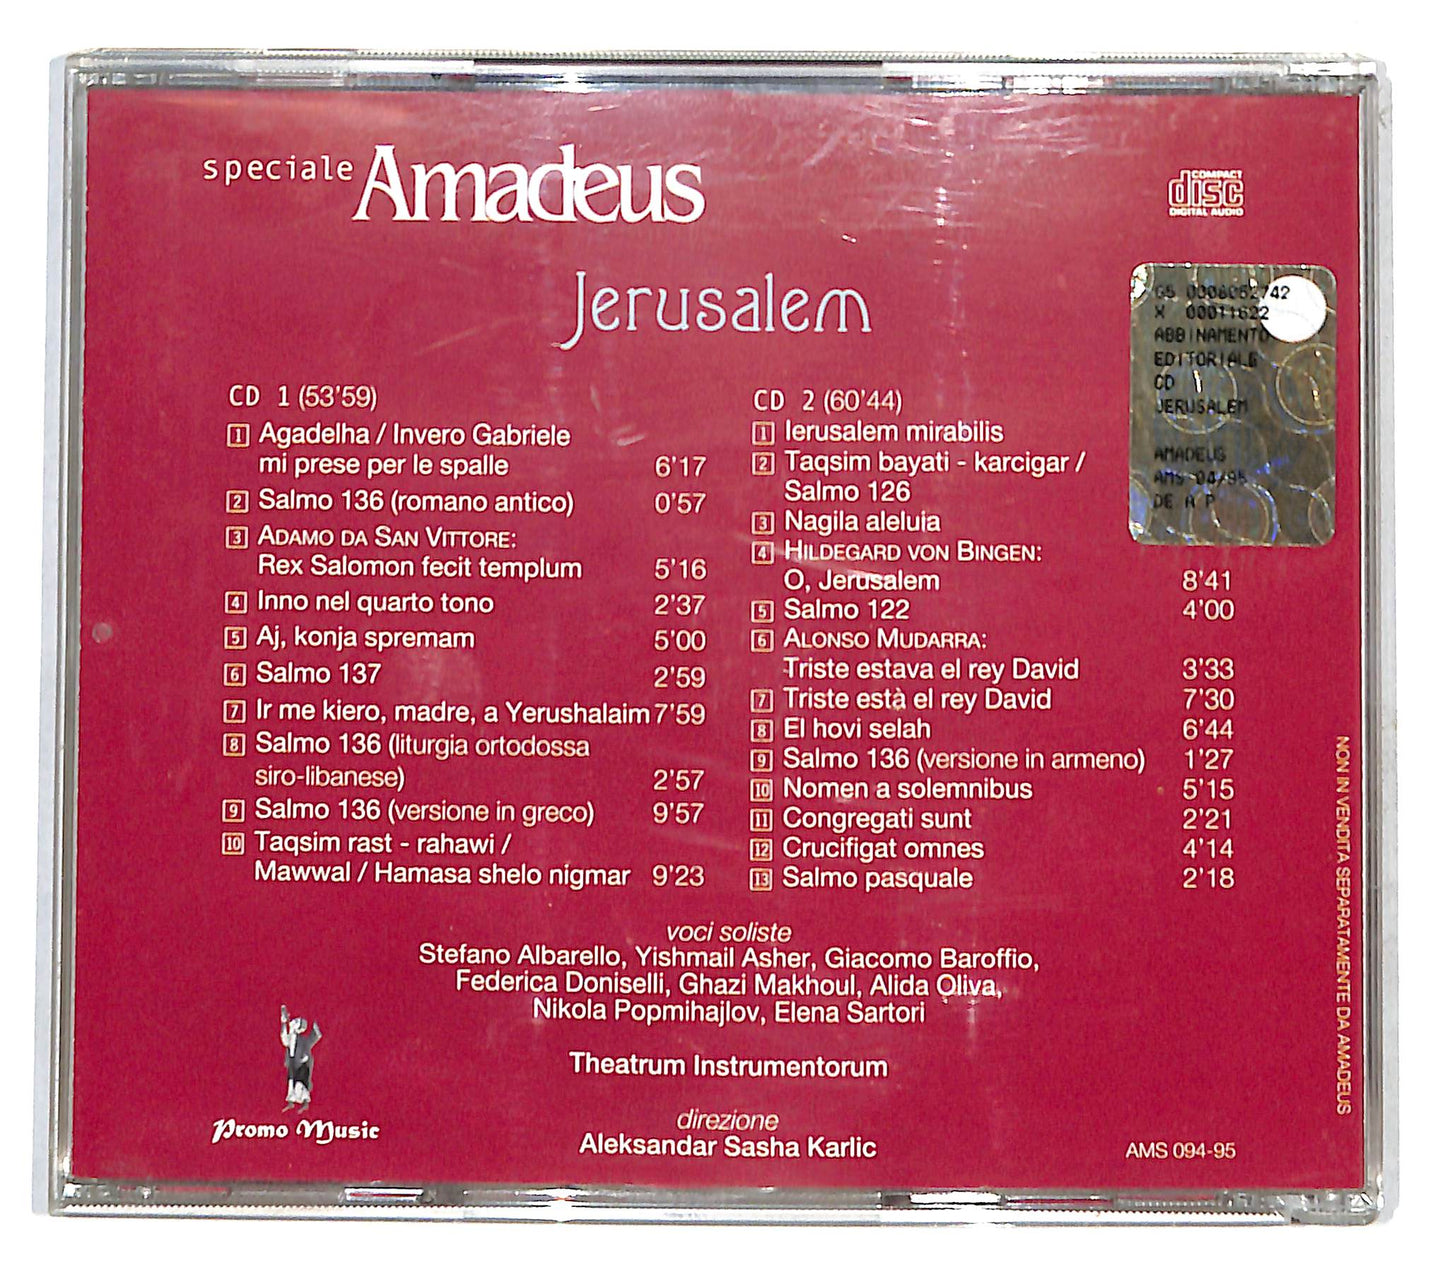 speciale Amadeus
COMPACT
disc
DIGITAL AUDIO
Jerusalem
GS 0008052742
X 00011622
ABBINAMENTO
EDITORIALE
CD
JERUSALEM
AMADEUS
AMS 04/95
DE A P
CD 1 (53'59)
1 Agadelha / Invero Gabriele
mi prese per le spalle 6'17
2 Salmo 136 (romano antico) 0'57
3 ADAMO DA SAN VITTORE:
Rex Salomon fecit templum 5'16
4 Inno nel quarto tono 2'37
5 Aj, konja spremam 5'00
6 Salmo 137 2'59
7 Ir me kiero, madre, a Yerushalaim 7'59
8 Salmo 136 (liturgia ortodossa
siro-libanese) 2'57
9 Salmo 136 (versione in greco) 9'57
10 Taqsim rast - rahawi /
Mawwal / Hamasa shelo nigmar 9'23
CD 2 (60'44)
1 Ierusalem mirabilis
2 Taqsim bayati - karcigar /
Salmo 126
3 Nagila aleluia
4 HILDEGARD VON BINGEN:
O, Jerusalem 8'41
5 Salmo 122 4'00
6 ALONSO MUDARRA:
Triste estava el rey David 3'33
7 Triste està el rey David 7'30
8 El hovi selah 6'44
9 Salmo 136 (versione in armeno) 1'27
10 Nomen a solemnibus 5'15
11 Congregati sunt 2'21
12 Crucifigat omnes 4'14
13 Salmo pasquale 2'18
voci soliste
Stefano Albarello, Yishmail Asher, Giacomo Baroffio,
Federica Doniselli, Ghazi Makhoul, Alida Oliva,
Nikola Popmihajlov, Elena Sartori
Theatrum Instrumentorum
direzione
Aleksandar Sasha Karlic
Promo Music
AMS 094-95
NON IN VENDITA SEPARATAMENTE DA AMADEUS